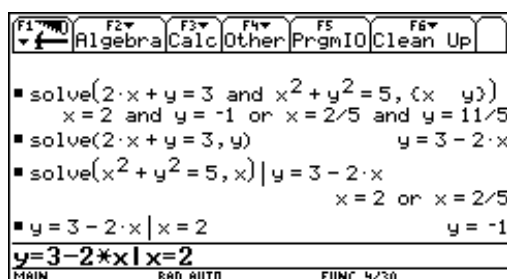 F1 F2 F3 F4 F5 F6
Algebra Calc Other PrgmIO Clean Up
▪ solve(2·x + y = 3 and x² + y² = 5, {x y})
x = 2 and y = -1 or x = 2/5 and y = 11/5
▪ solve(2·x + y = 3, y) y = 3 - 2·x
▪ solve(x² + y² = 5, x) | y = 3 - 2·x
x = 2 or x = 2/5
▪ y = 3 - 2·x | x = 2 y = -1
y=3-2*x|x=2
MAIN RAD AUTO FUNC 4/30